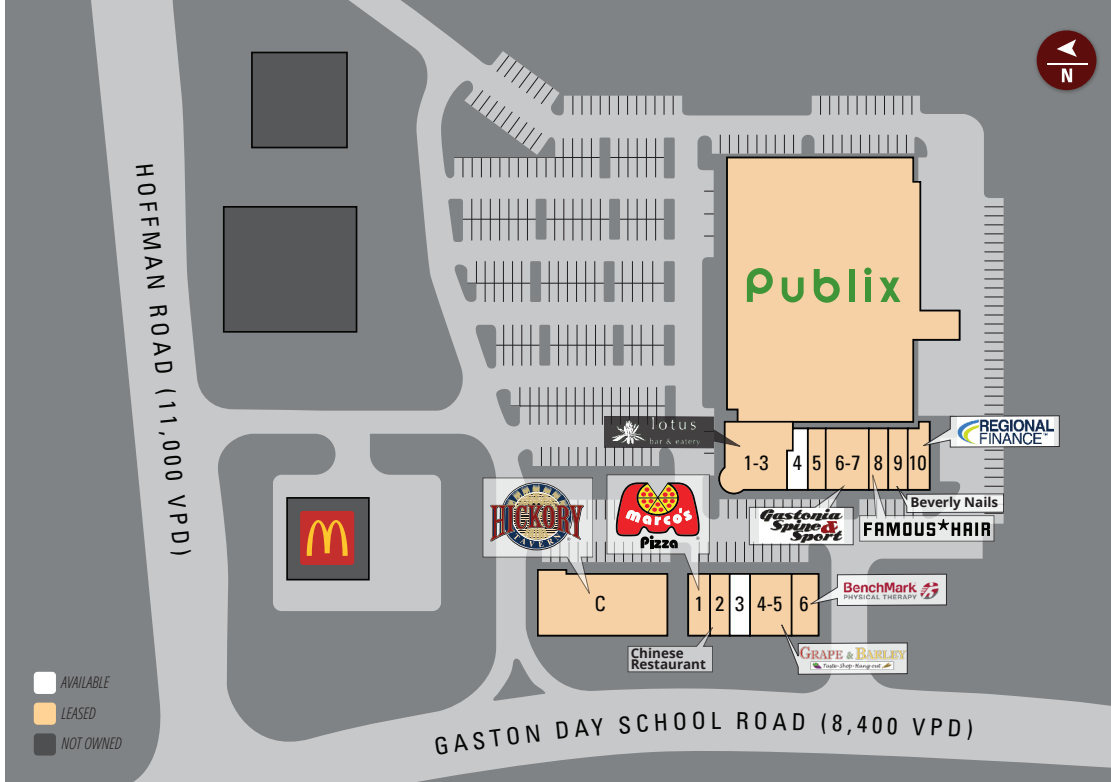 N
HOFFMAN ROAD (11,000 VPD)
Publix
lotus
bar & eatery
REGIONAL
FINANCE
1-3
4
5
6-7
8
9
10
Beverly Nails
HICKORY
TAVERN
marco's
Pizza
Gastonia
Spine &
Sport
FAMOUS*HAIR
C
1
2
3
4-5
6
BenchMark
PHYSICAL THERAPY
Chinese
Restaurant
GRAPE & BARLEY
Taste·Shop·Hang·out
AVAILABLE
LEASED
NOT OWNED
GASTON DAY SCHOOL ROAD (8,400 VPD)